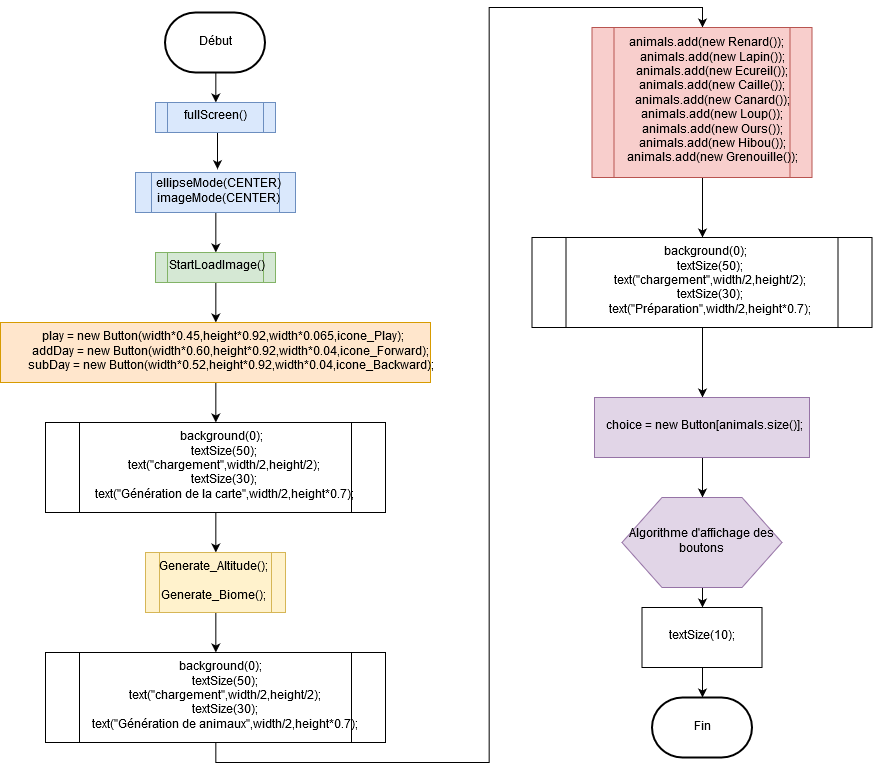 Début
fullScreen()
ellipseMode(CENTER)
imageMode(CENTER)
StartLoadImage()
play = new Button(width*0.45,height*0.92,width*0.065,icone_Play);
addDay = new Button(width*0.60,height*0.92,width*0.04,icone_Forward);
subDay = new Button(width*0.52,height*0.92,width*0.04,icone_Backward);
background(0);
textSize(50);
text("chargement",width/2,height/2);
textSize(30);
text("Génération de la carte",width/2,height*0.7);
Generate_Altitude();
Generate_Biome();
background(0);
textSize(50);
text("chargement",width/2,height/2);
textSize(30);
text("Génération de animaux",width/2,height*0.7);
animals.add(new Renard());
animals.add(new Lapin());
animals.add(new Ecureil());
animals.add(new Caille());
animals.add(new Canard());
animals.add(new Loup());
animals.add(new Ours());
animals.add(new Hibou());
animals.add(new Grenouille());
background(0);
textSize(50);
text("chargement",width/2,height/2);
textSize(30);
text("Préparation",width/2,height*0.7);
choice = new Button[animals.size()];
Algorithme d'affichage des
boutons
textSize(10);
Fin